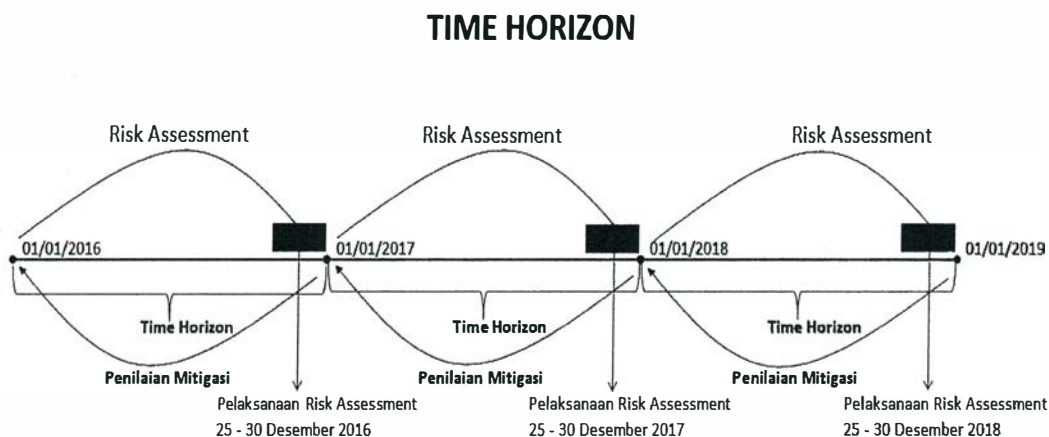 TIME HORIZON
Risk Assessment
Risk Assessment
Risk Assessment
01/01/2016
01/01/2017
01/01/2018
01/01/2019
Time Horizon
Time Horizon
Time Horizon
Penilaian Mitigasi
Penilaian Mitigasi
Penilaian Mitigasi
Pelaksanaan Risk Assessment
25 - 30 Desember 2016
Pelaksanaan Risk Assessment
25 - 30 Desember 2017
Pelaksanaan Risk Assessment
25 - 30 Desember 2018